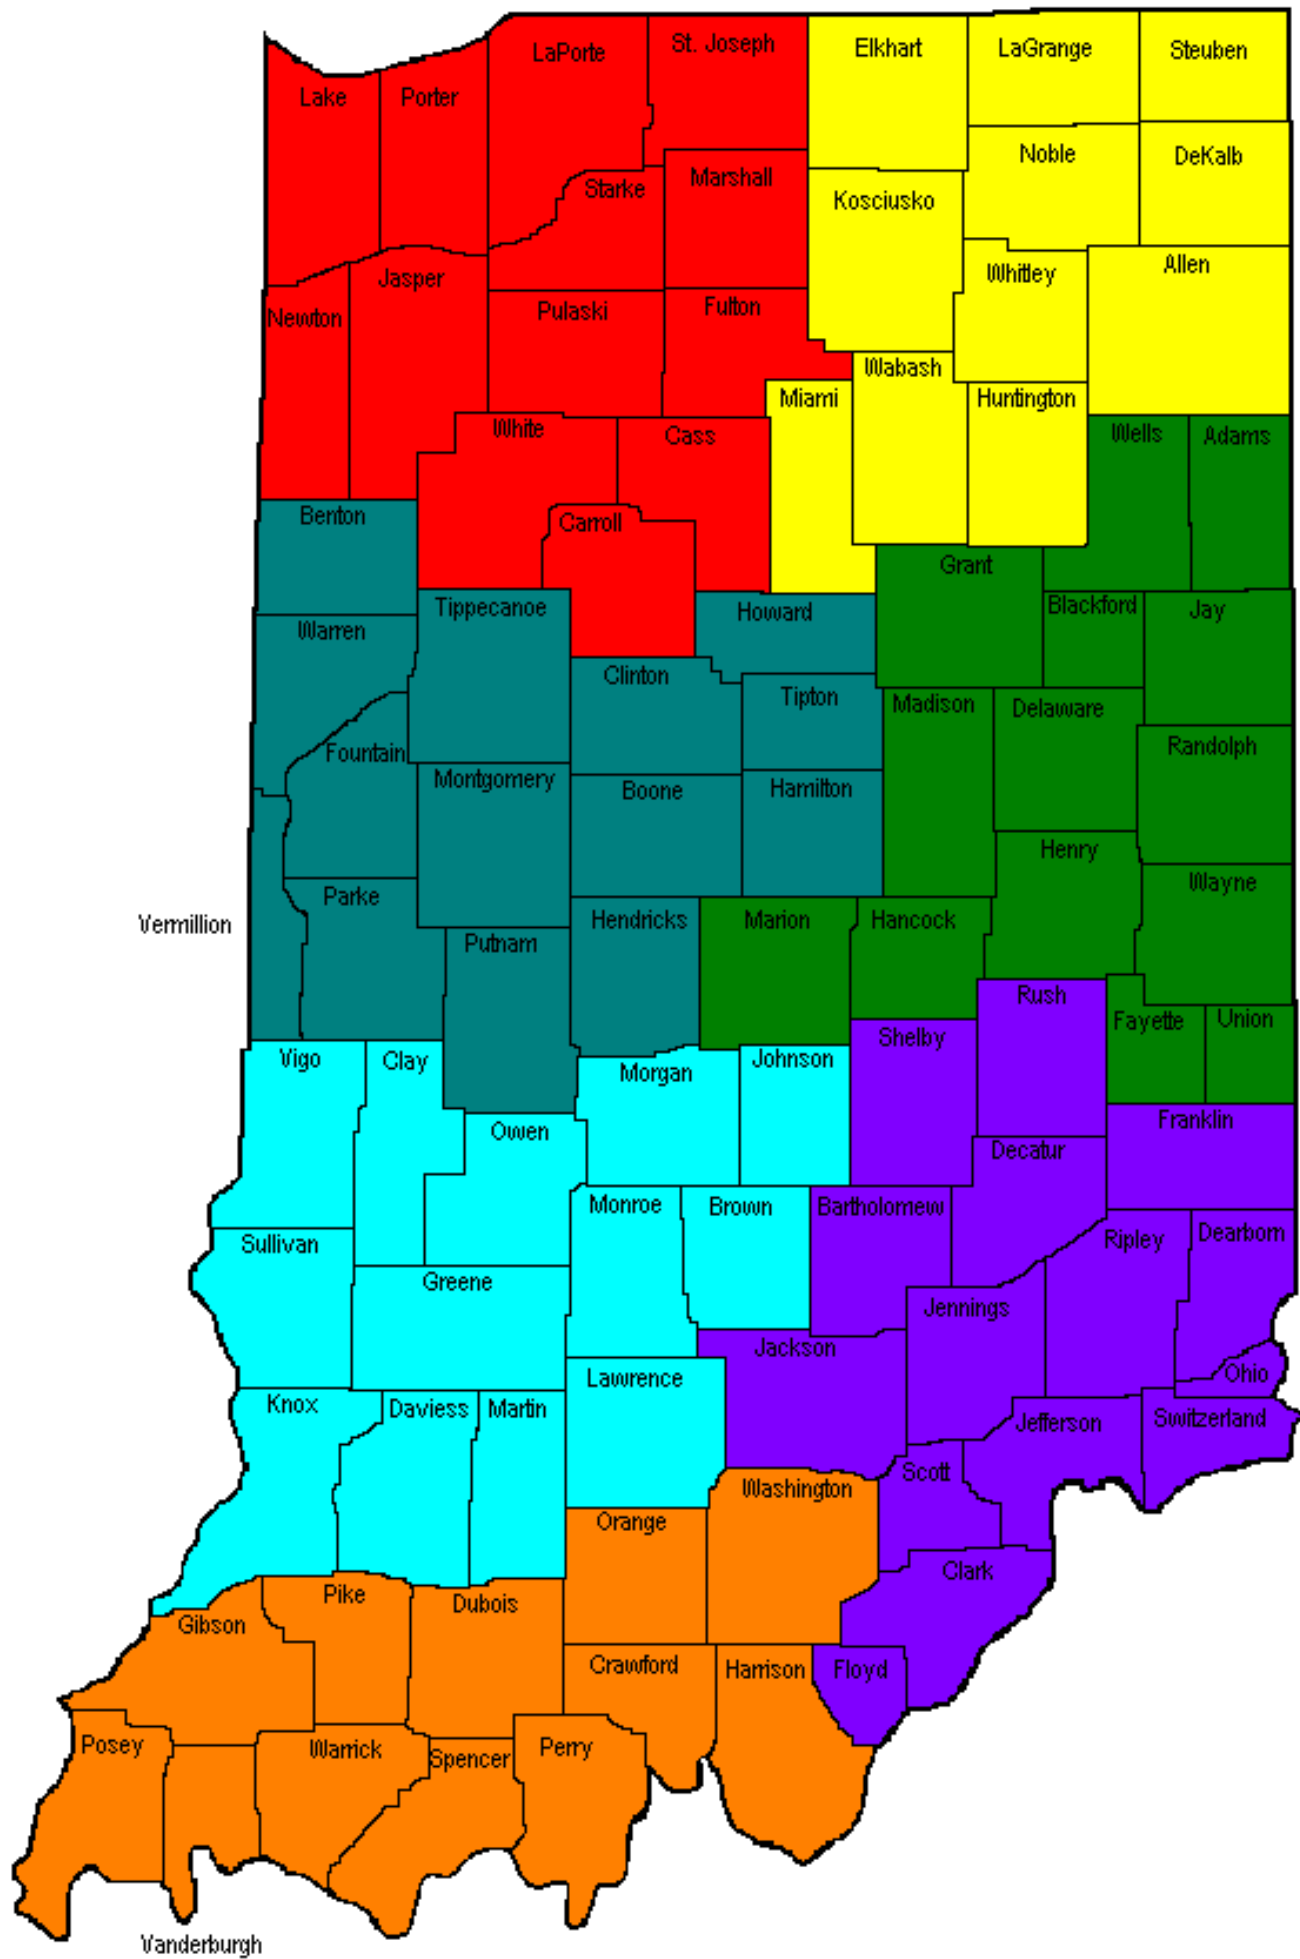 LaPorte
St. Joseph
Elkhart
LaGrange
Steuben
Lake
Porter
Noble
DeKalb
Starke
Marshall
Kosciusko
Allen
Jasper
Whitley
Newton
Pulaski
Fulton
Wabash
Miami
Huntington
White
Cass
Wells
Adams
Benton
Carroll
Grant
Tippecanoe
Howard
Blackford
Jay
Warren
Clinton
Tipton
Madison
Delaware
Fountain
Randolph
Montgomery
Boone
Hamilton
Henry
Wayne
Parke
Vermillion
Hendricks
Marion
Hancock
Putnam
Rush
Fayette
Union
Shelby
Vigo
Clay
Morgan
Johnson
Franklin
Owen
Decatur
Monroe
Brown
Bartholomew
Sullivan
Ripley
Dearborn
Greene
Jennings
Jackson
Lawrence
Ohio
Knox
Daviess
Martin
Jefferson
Switzerland
Scott
Washington
Orange
Clark
Pike
Dubois
Gibson
Crawford
Harrison
Floyd
Posey
Warrick
Spencer
Perry
Vanderburgh